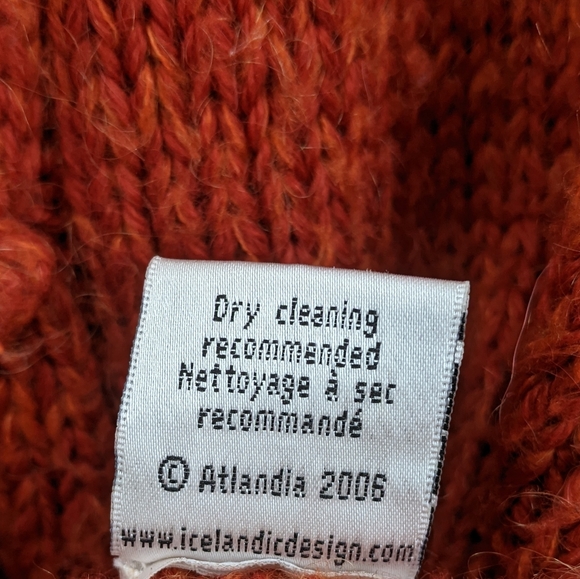 Dry cleaning
recommended
Nettoyage à sec
recommandé
© Atlandia 2006
www.icelandicdesign.com